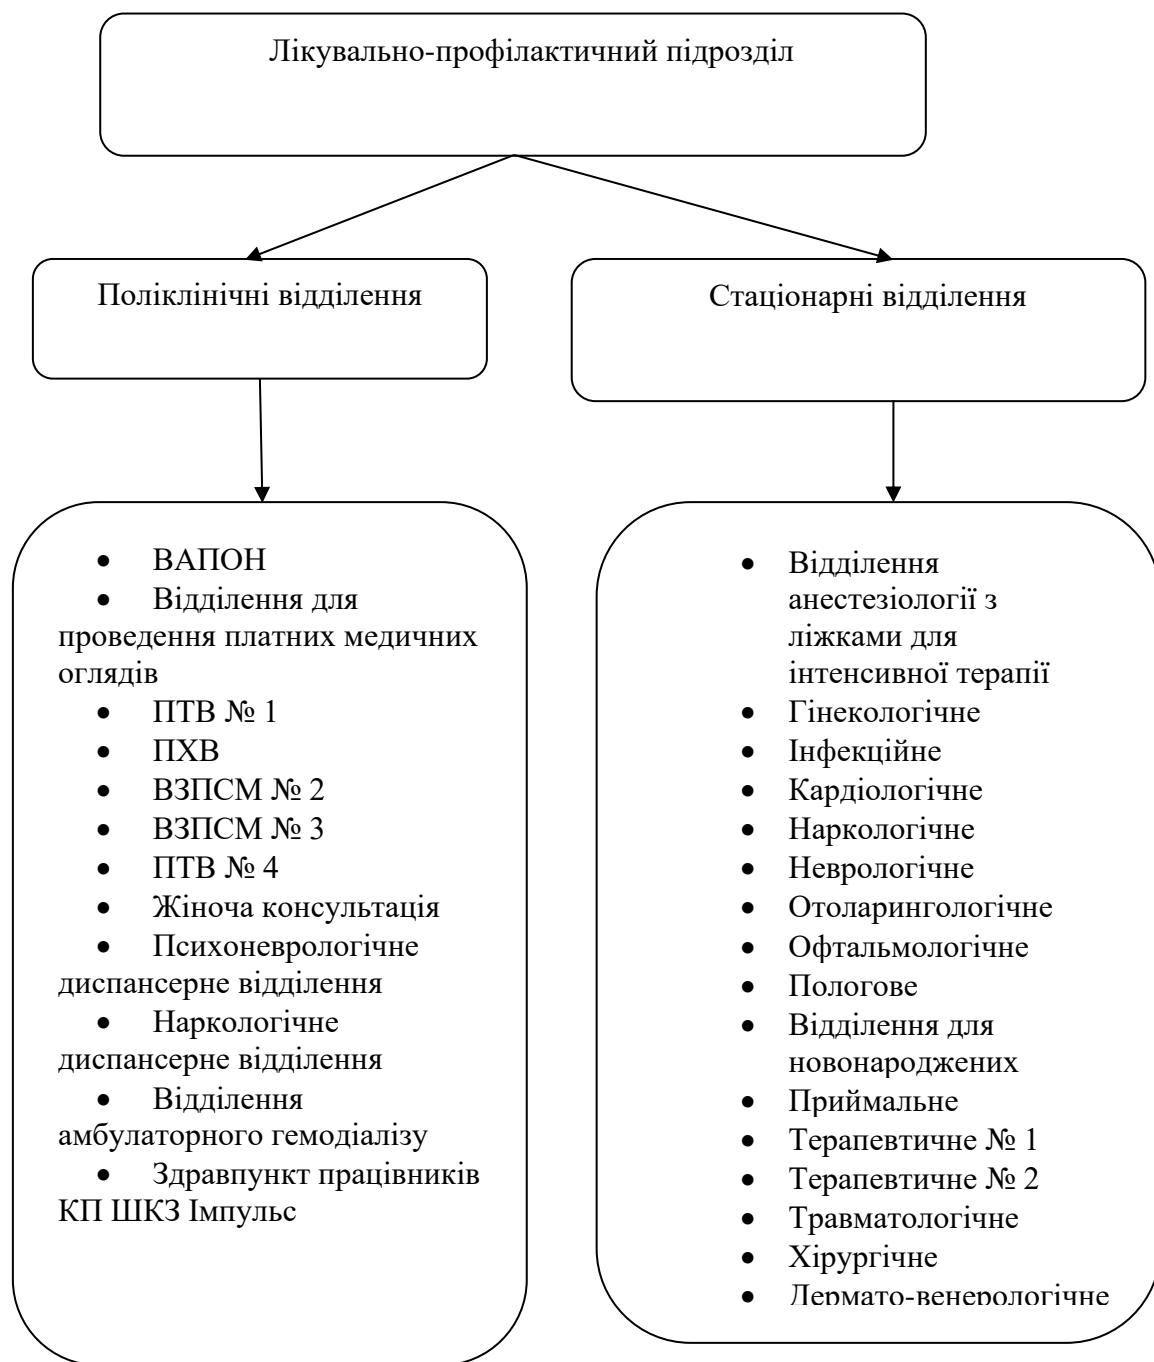 Лікувально-профілактичний підрозділ
Поліклінічні відділення
Стаціонарні відділення
• ВАПОН
• Відділення для
проведення платних медичних
оглядів
• ПТВ № 1
• ПХВ
• ВЗПСМ № 2
• ВЗПСМ № 3
• ПТВ № 4
• Жіноча консультація
• Психоневрологічне
диспансерне відділення
• Наркологічне
диспансерне відділення
• Відділення
амбулаторного гемодіалізу
• Здравпункт працівників
КП ШКЗ Імпульс
• Відділення
анестезіології з
ліжками для
інтенсивної терапії
• Гінекологічне
• Інфекційне
• Кардіологічне
• Наркологічне
• Неврологічне
• Отоларингологічне
• Офтальмологічне
• Пологове
• Відділення для
новонароджених
• Приймальне
• Терапевтичне № 1
• Терапевтичне № 2
• Травматологічне
• Хірургічне
• Дермато-венерологічне